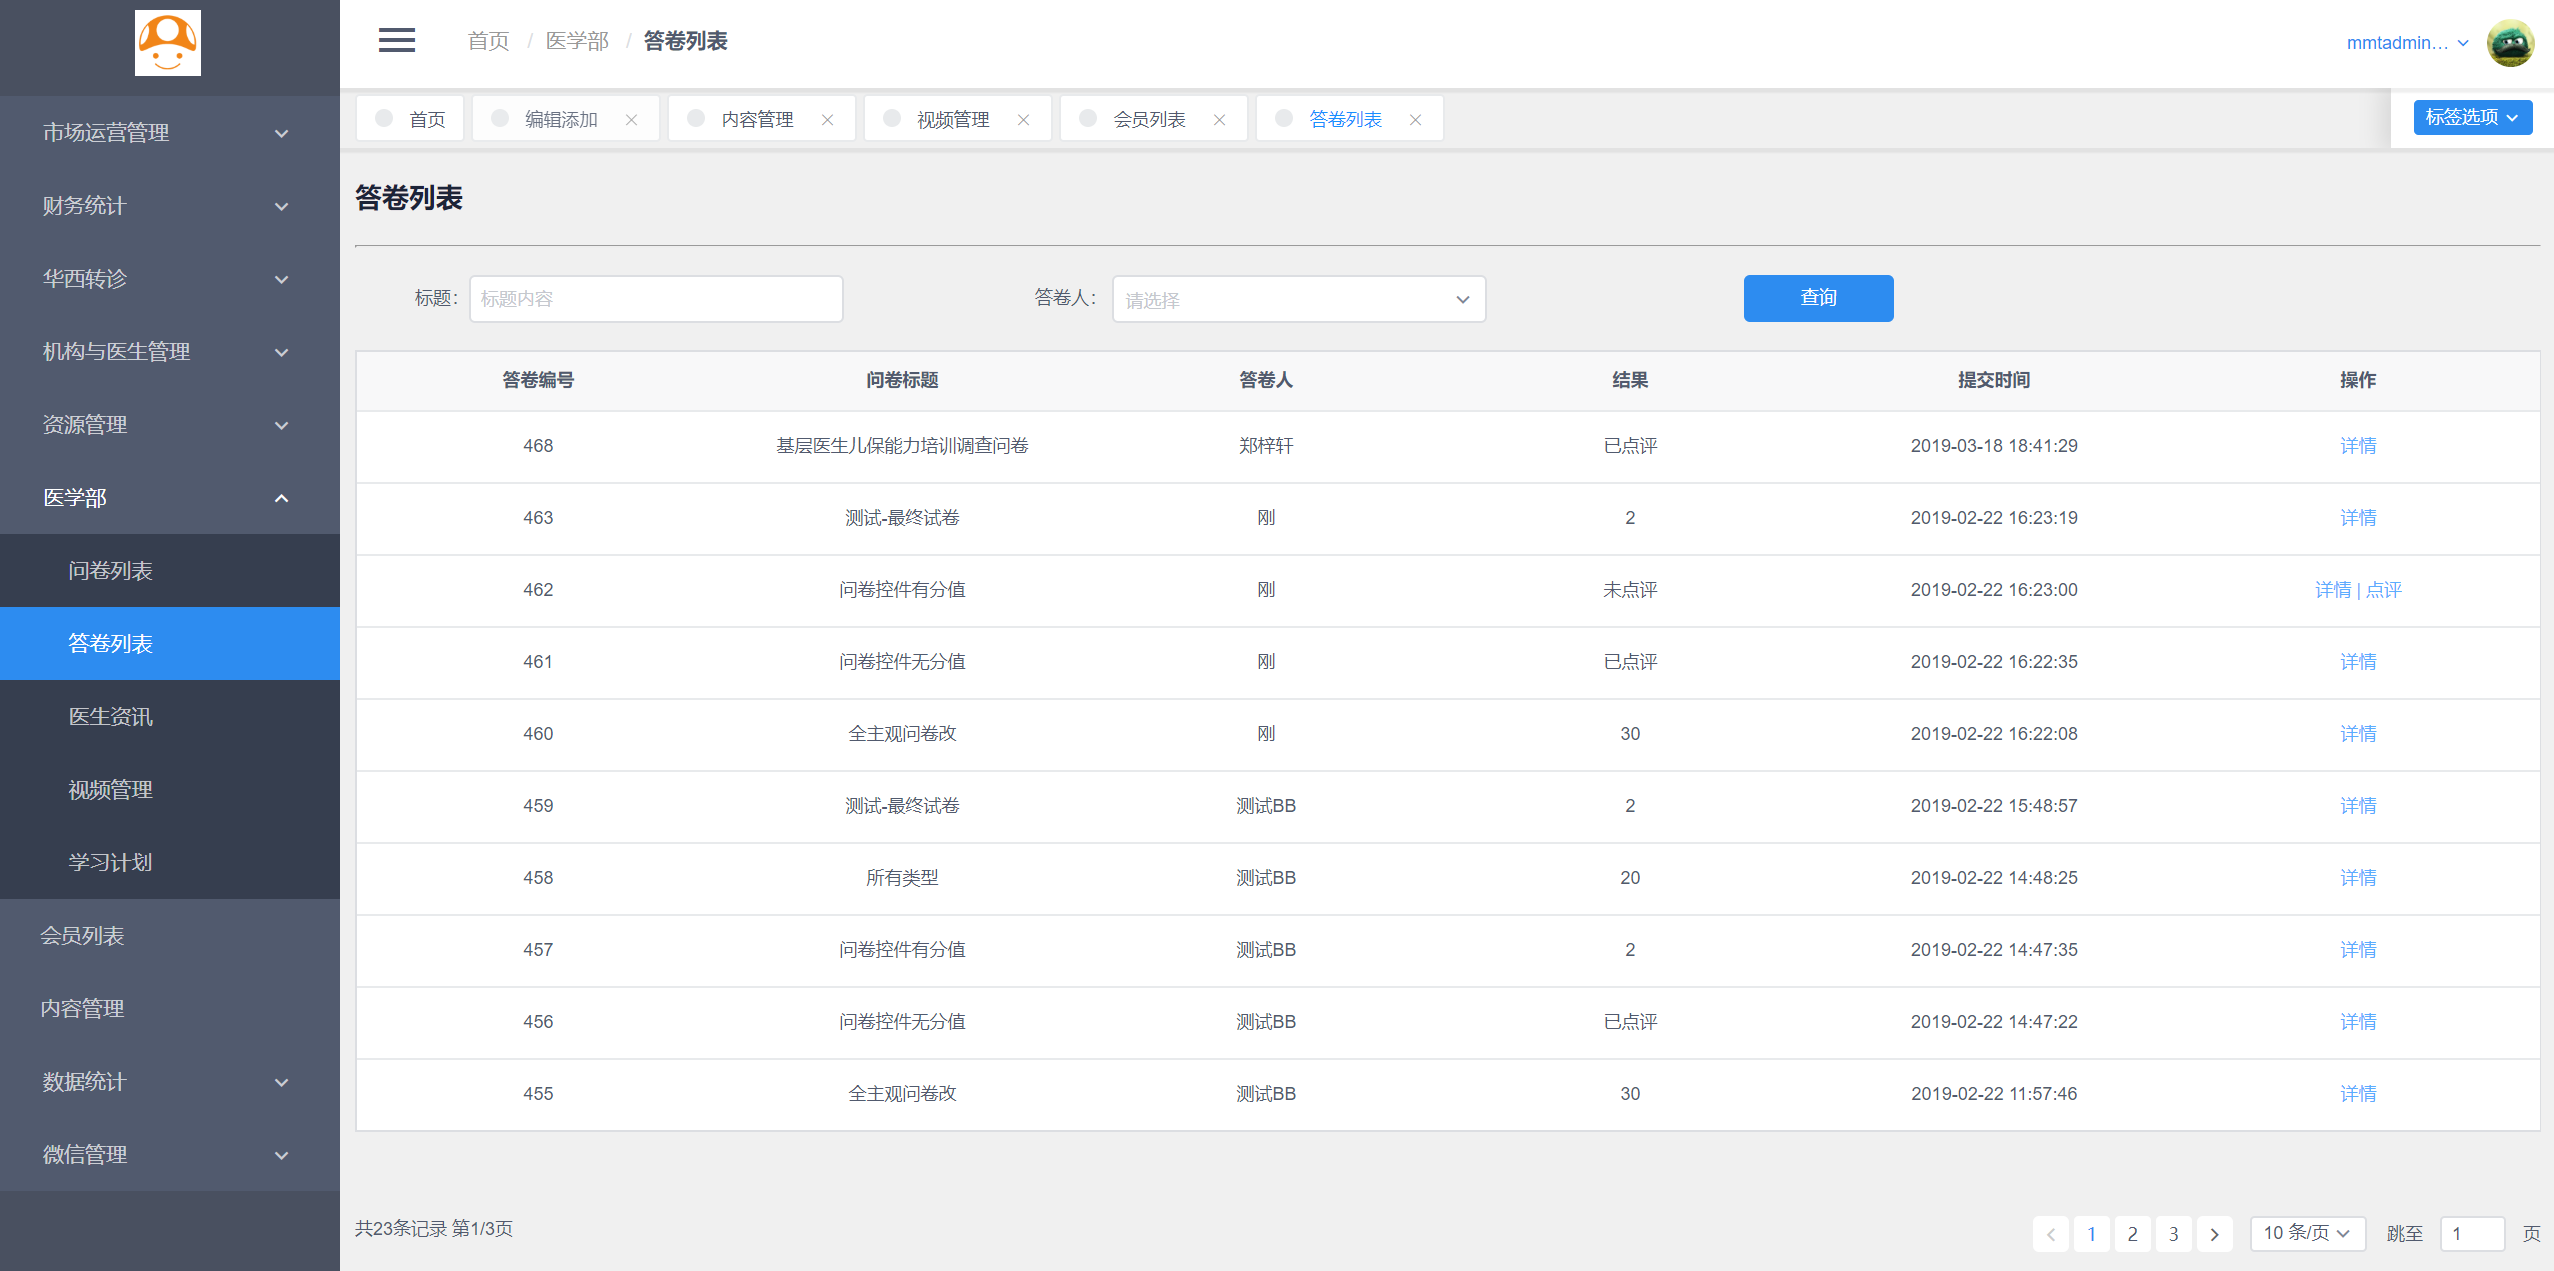 首页 / 医学部 / 答卷列表
mmtadmin...
首页 编辑添加 内容管理 视频管理 会员列表 答卷列表 标签选项
市场运营管理
财务统计
华西转诊
机构与医生管理
资源管理
医学部
问卷列表
答卷列表
医生资讯
视频管理
学习计划
会员列表
内容管理
数据统计
微信管理
答卷列表
标题： 标题内容 答卷人： 请选择 查询
答卷编号 问卷标题 答卷人 结果 提交时间 操作
468 基层医生儿保能力培训调查问卷 郑梓轩 已点评 2019-03-18 18:41:29 详情
463 测试-最终试卷 刚 2 2019-02-22 16:23:19 详情
462 问卷控件有分值 刚 未点评 2019-02-22 16:23:00 详情 | 点评
461 问卷控件无分值 刚 已点评 2019-02-22 16:22:35 详情
460 全主观问卷改 刚 30 2019-02-22 16:22:08 详情
459 测试-最终试卷 测试BB 2 2019-02-22 15:48:57 详情
458 所有类型 测试BB 20 2019-02-22 14:48:25 详情
457 问卷控件有分值 测试BB 2 2019-02-22 14:47:35 详情
456 问卷控件无分值 测试BB 已点评 2019-02-22 14:47:22 详情
455 全主观问卷改 测试BB 30 2019-02-22 11:57:46 详情
共23条记录 第1/3页 1 2 3 10 条/页 跳至 1 页